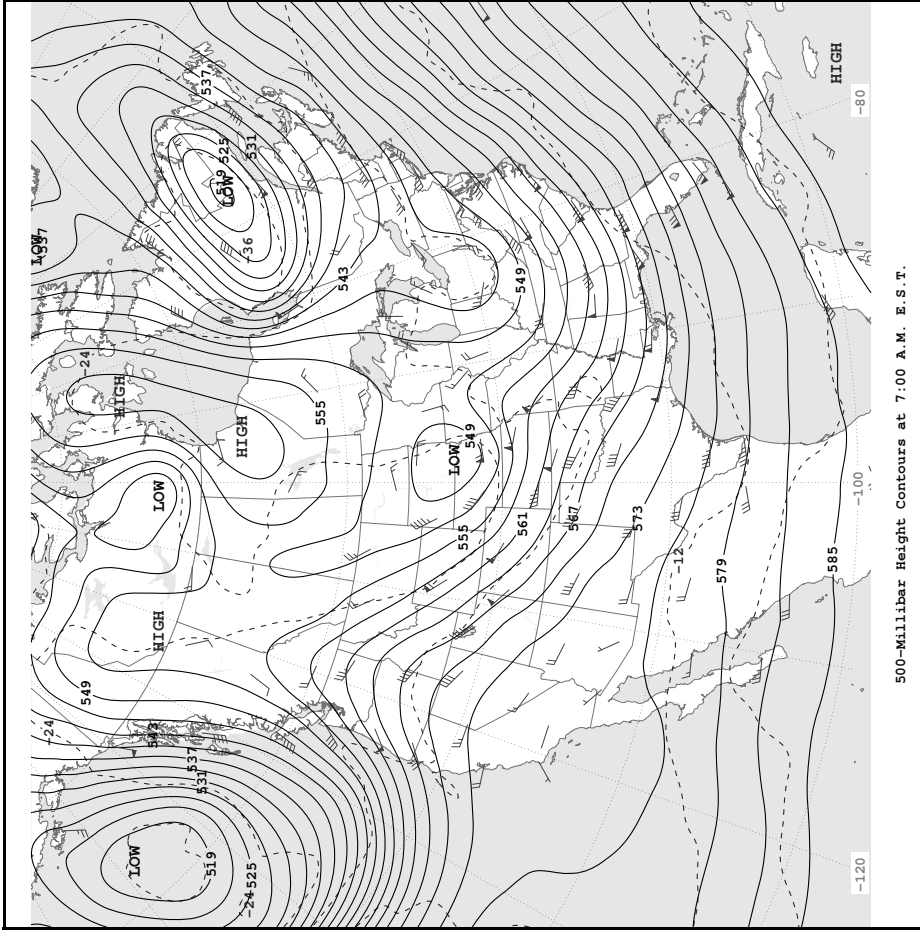 LOW
537
-24
549
-24
HIGH
LOW
543
HIGH
LOW
537
531
537
519
519
LOW
525
HIGH
-24
525
-36
531
555
543
555
LOW
549
561
549
567
573
-12
579
585
HIGH
-120
-100
-80
500-Millibar Height Contours at 7:00 A.M. E.S.T.